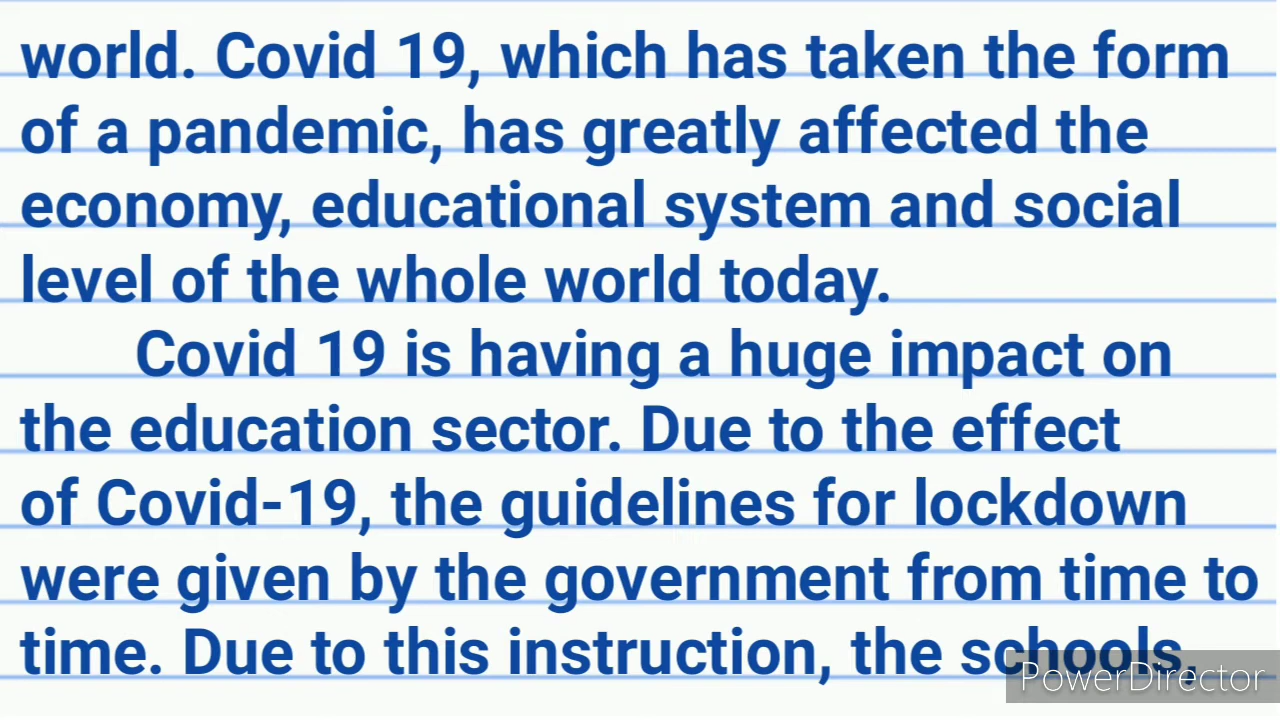 world. Covid 19, which has taken the form
of a pandemic, has greatly affected the
economy, educational system and social
level of the whole world today.
Covid 19 is having a huge impact on
the education sector. Due to the effect
of Covid-19, the guidelines for lockdown
were given by the government from time to
time. Due to this instruction, the schools,
PowerDirector